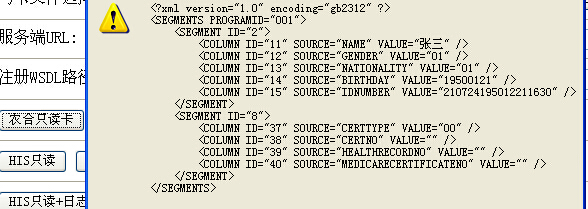 服务端URL:
注册WSDL路径
农合只读卡
HIS只读
HIS只读+日志
<?xml version="1.0" encoding="gb2312" ?>
<SEGMENTS PROGRAMID="001">
<SEGMENT ID="2">
<COLUMN ID="11" SOURCE="NAME" VALUE="张三" />
<COLUMN ID="12" SOURCE="GENDER" VALUE="01" />
<COLUMN ID="13" SOURCE="NATIONALITY" VALUE="01" />
<COLUMN ID="14" SOURCE="BIRTHDAY" VALUE="19500121" />
<COLUMN ID="15" SOURCE="IDNUMBER" VALUE="210724195012211630" />
</SEGMENT>
<SEGMENT ID="8">
<COLUMN ID="37" SOURCE="CERTTYPE" VALUE="00" />
<COLUMN ID="38" SOURCE="CERTNO" VALUE="" />
<COLUMN ID="39" SOURCE="HEALTHRECORDNO" VALUE="" />
<COLUMN ID="40" SOURCE="MEDICARECERTIFICATENO" VALUE="" />
</SEGMENT>
</SEGMENTS>